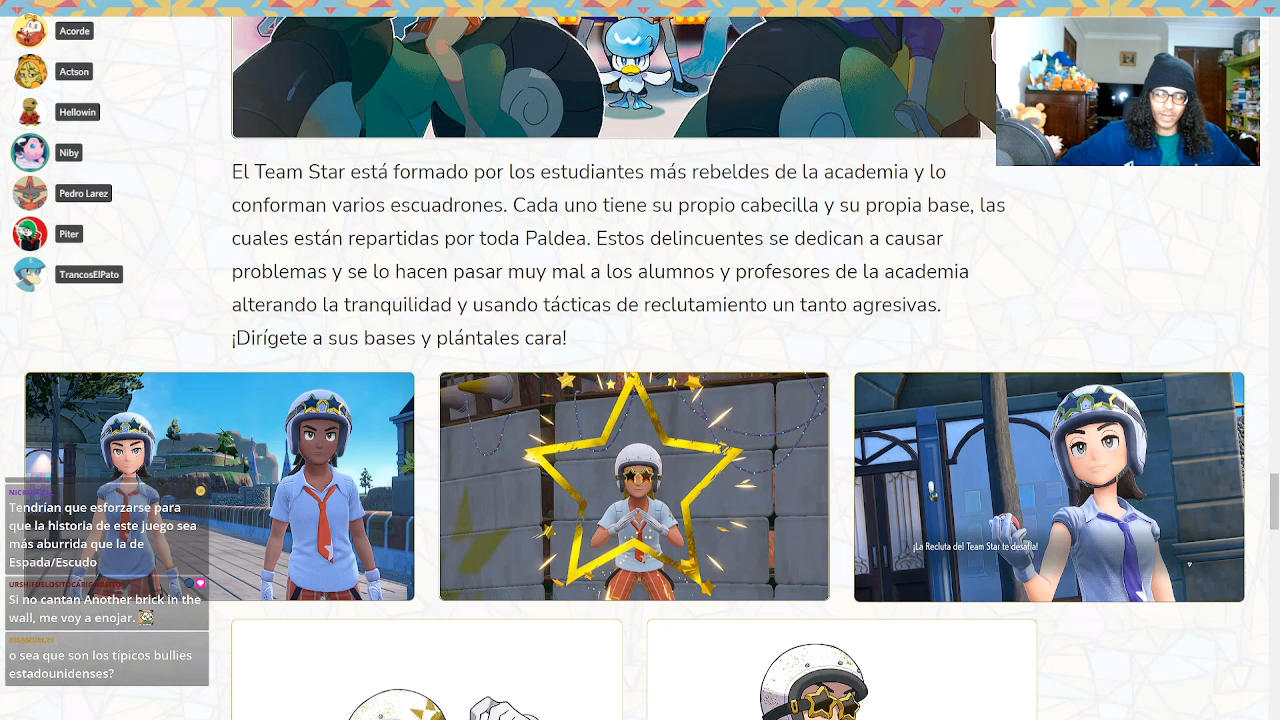 Acorde
Actson
Hellowin
Niby
Pedro Larez
Piter
TrancosElPato
El Team Star está formado por los estudiantes más rebeldes de la academia y lo
conforman varios escuadrones. Cada uno tiene su propio cabecilla y su propia base, las
cuales están repartidas por toda Paldea. Estos delincuentes se dedican a causar
problemas y se lo hacen pasar muy mal a los alumnos y profesores de la academia
alterando la tranquilidad y usando tácticas de reclutamiento un tanto agresivas.
¡Dirígete a sus bases y plántales cara!
¡La Recluta del Team Star te desafía!
Tendrían que esforzarse para
que la historia de este juego sea
más aburrida que la de
Espada/Escudo
Si no cantan Another brick in the
wall, me voy a enojar.
o sea que son los típicos bullies
estadounidenses?